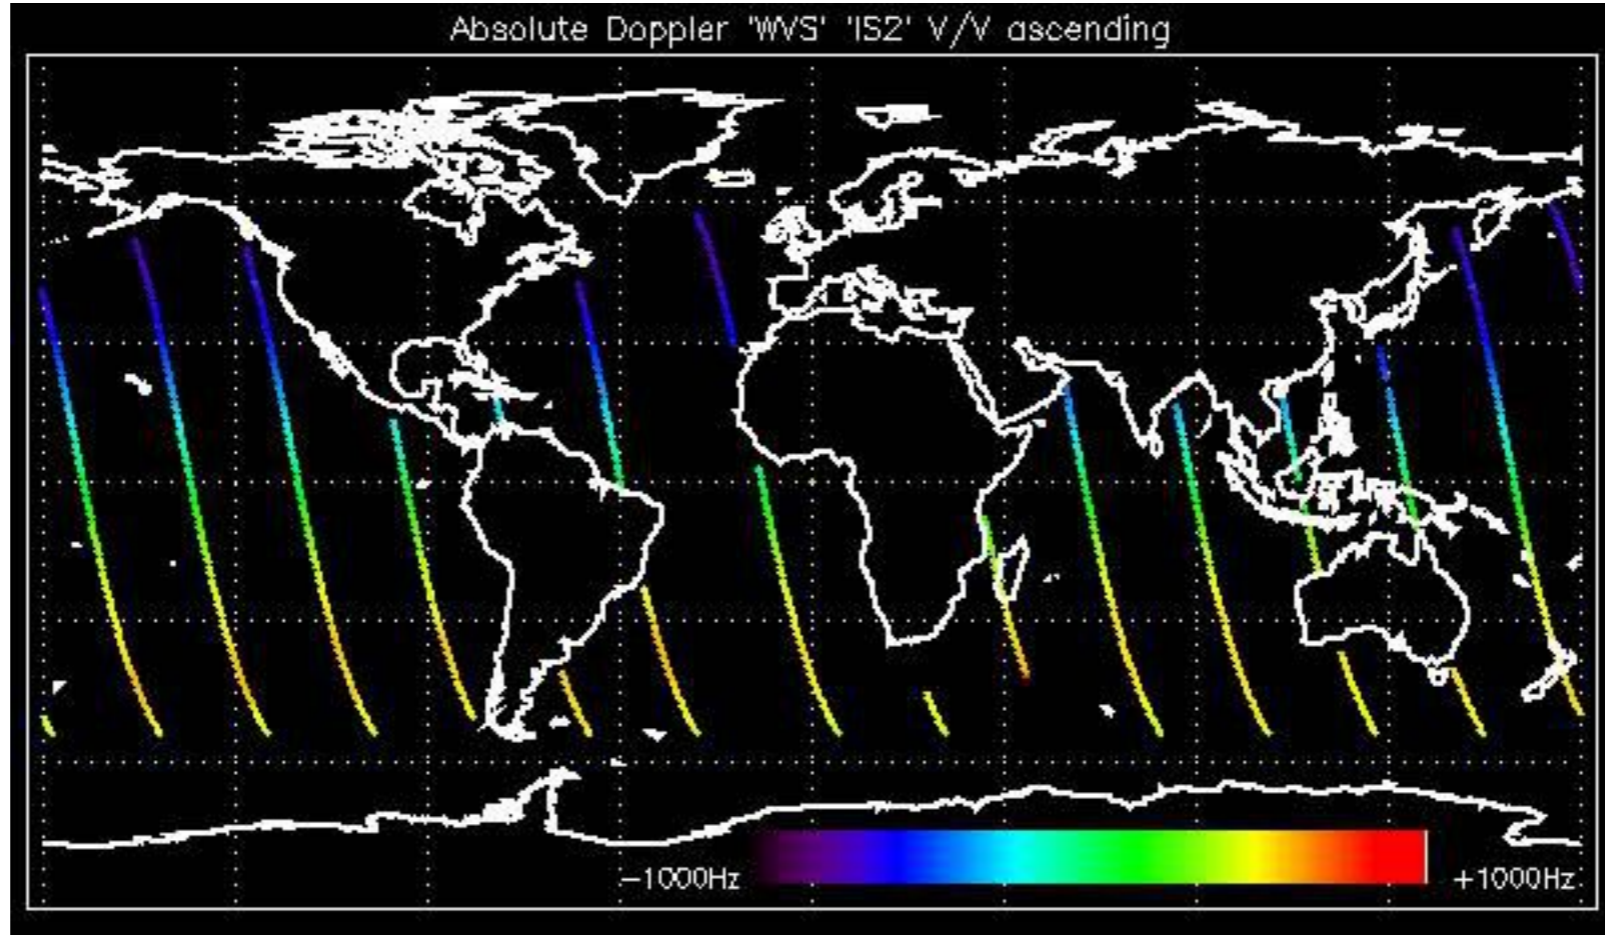 Absolute Doppler 'WVS' 'IS2' V/V ascending
-1000Hz +1000Hz